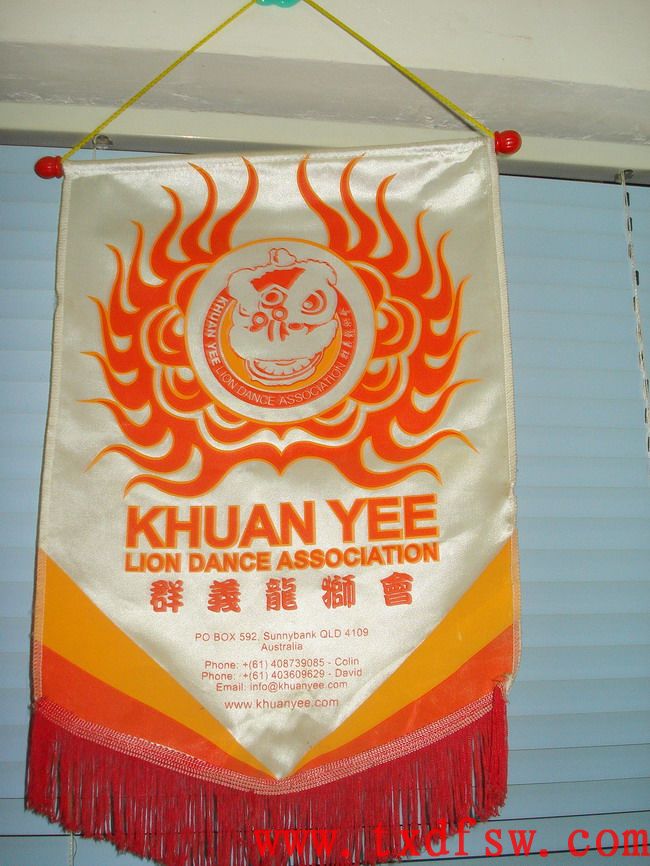 KHUAN YEE LION DANCE ASSOCIATION
KHUAN YEE
LION DANCE ASSOCIATION
群義龍獅會
PO BOX 592, Sunnybank QLD 4109
Australia
Phone: +(61) 408739085 - Colin
Phone: +(61) 403609629 - David
Email: info@khuanyee.com
www.khuanyee.com
www.txdfsw.com